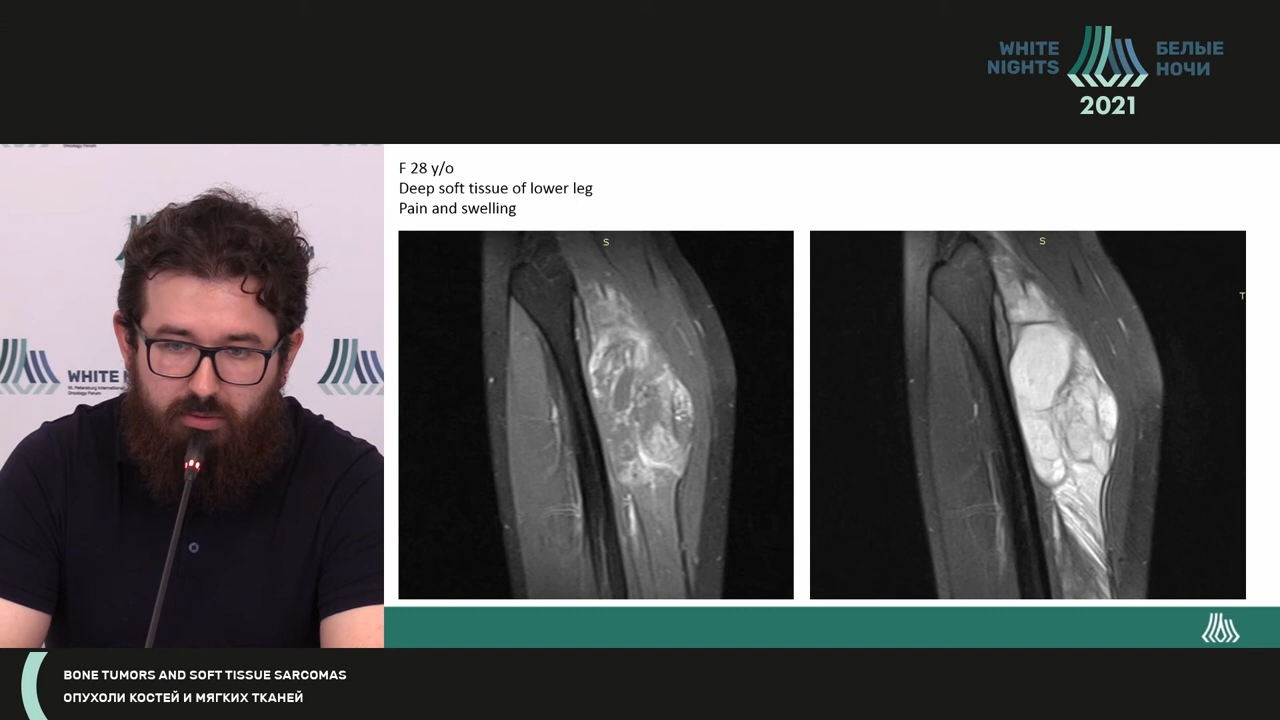 WHITE
NIGHTS
БЕЛЫЕ
НОЧИ
2021
F 28 y/o
Deep soft tissue of lower leg
Pain and swelling
S
S
T
WHITE
BONE TUMORS AND SOFT TISSUE SARCOMAS
ОПУХОЛИ КОСТЕЙ И МЯГКИХ ТКАНЕЙ